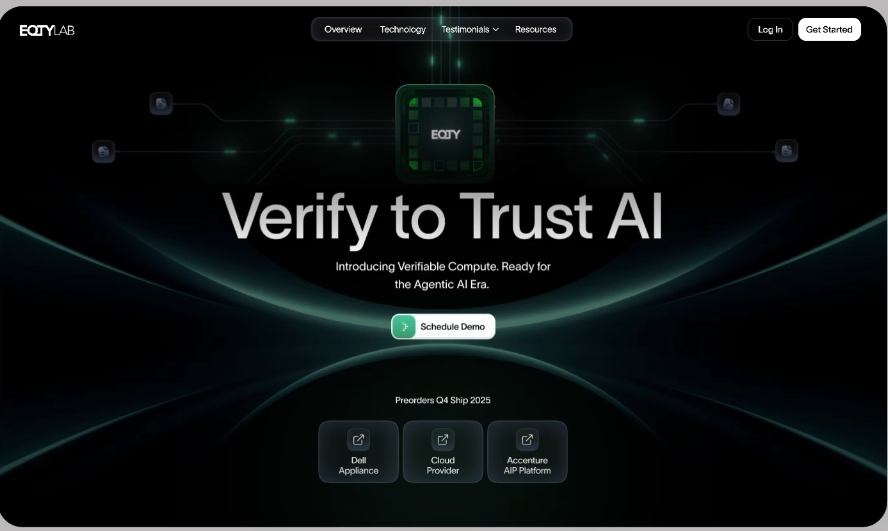 EQTYLAB
Overview Technology Testimonials Resources
Log In Get Started
EQTY
Verify to Trust AI
Introducing Verifiable Compute. Ready for
the Agentic AI Era.
Schedule Demo
Preorders Q4 Ship 2025
Dell
Appliance
Cloud
Provider
Accenture
AIP Platform